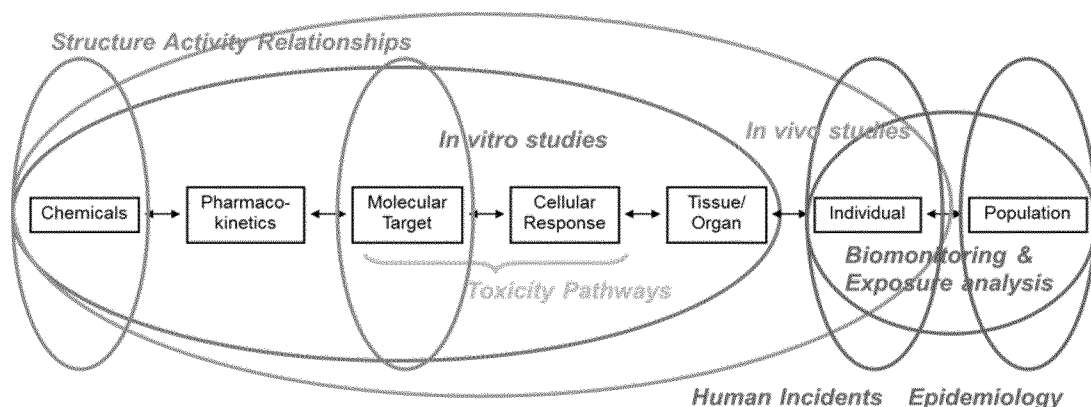 Structure Activity Relationships
In vitro studies
In vivo studies
Chemicals
Pharmaco-
kinetics
Molecular
Target
Cellular
Response
Tissue/
Organ
Individual
Population
Biomonitoring &
Exposure analysis
Toxicity Pathways
Human Incidents
Epidemiology